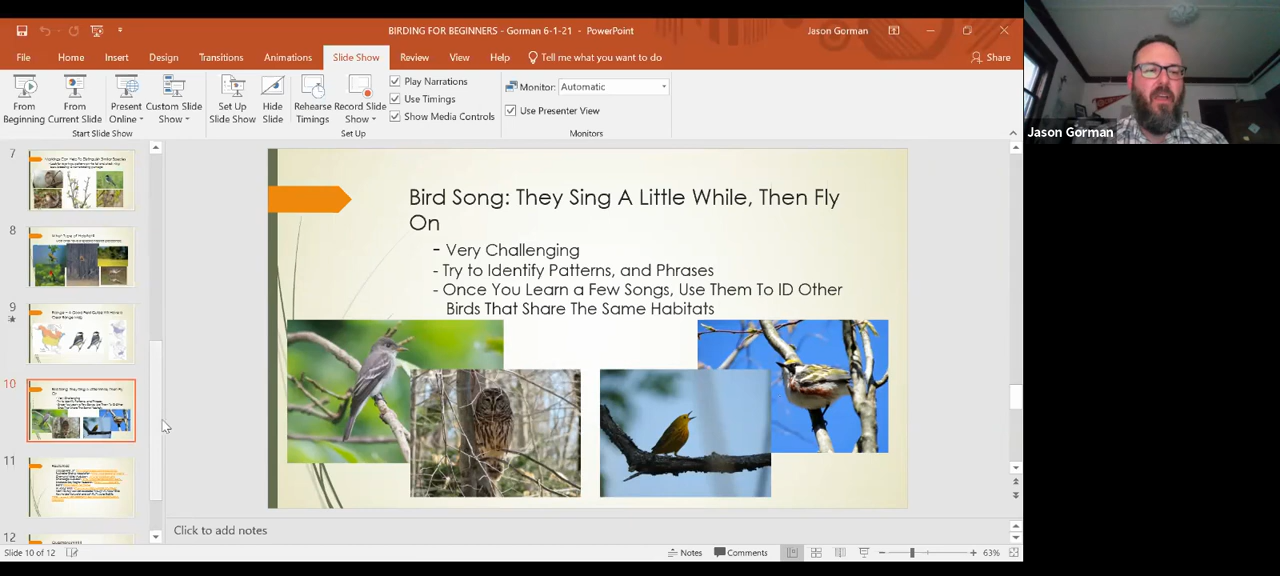 BIRDING FOR BEGINNERS - Gorman 6-1-21 - PowerPoint
Jason Gorman
File Home Insert Design Transitions Animations Slide Show Review View Help Tell me what you want to do
Share
From Beginning
From Current Slide
Present Online
Custom Slide Show
Start Slide Show
Set Up Slide Show
Hide Slide
Rehearse Timings
Record Slide Show
Play Narrations
Use Timings
Show Media Controls
Set Up
Monitor: Automatic
Use Presenter View
Monitors
Jason Gorman
7
8
9
10
11
12
Bird Song: They Sing A Little While, Then Fly
On
- Very Challenging
- Try to Identify Patterns, and Phrases
- Once You Learn a Few Songs, Use Them To ID Other
Birds That Share The Same Habitats
Click to add notes
Slide 10 of 12
Notes
Comments
63%